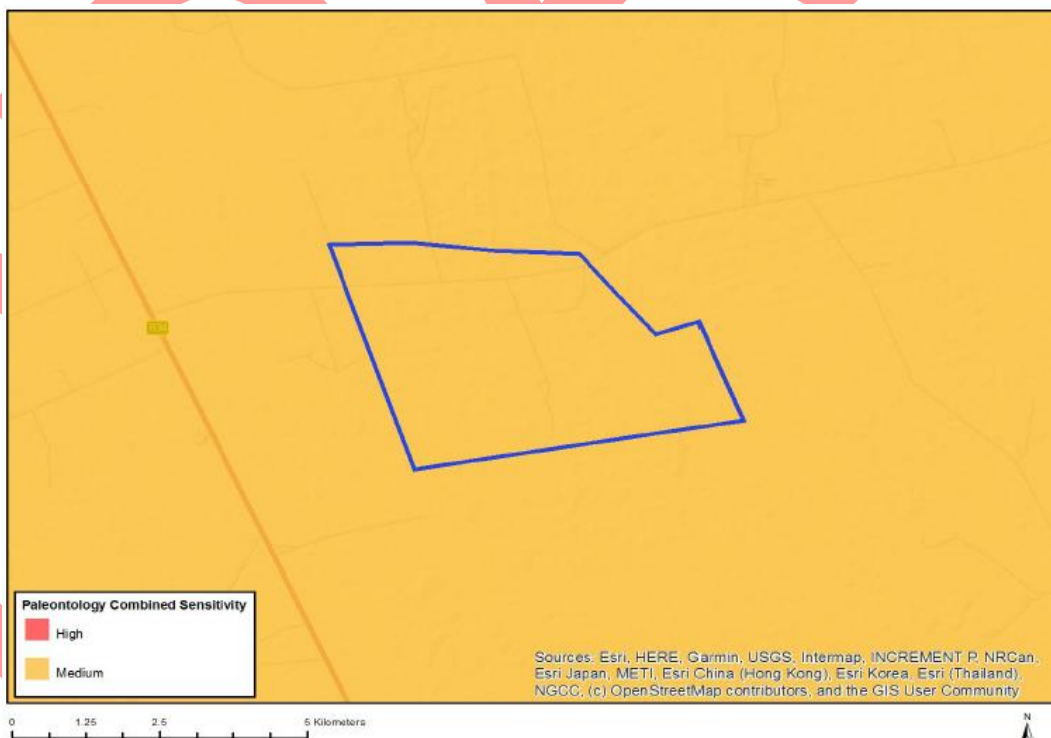 Paleontology Combined Sensitivity
High
Medium
Sources: Esri, HERE, Garmin, USGS, Intermap, INCREMENT P, NRCan,
Esri Japan, METI, Esri China (Hong Kong), Esri Korea, Esri (Thailand),
NGCC, (c) OpenStreetMap contributors, and the GIS User Community
0 1.25 2.5 5 Kilometers
N